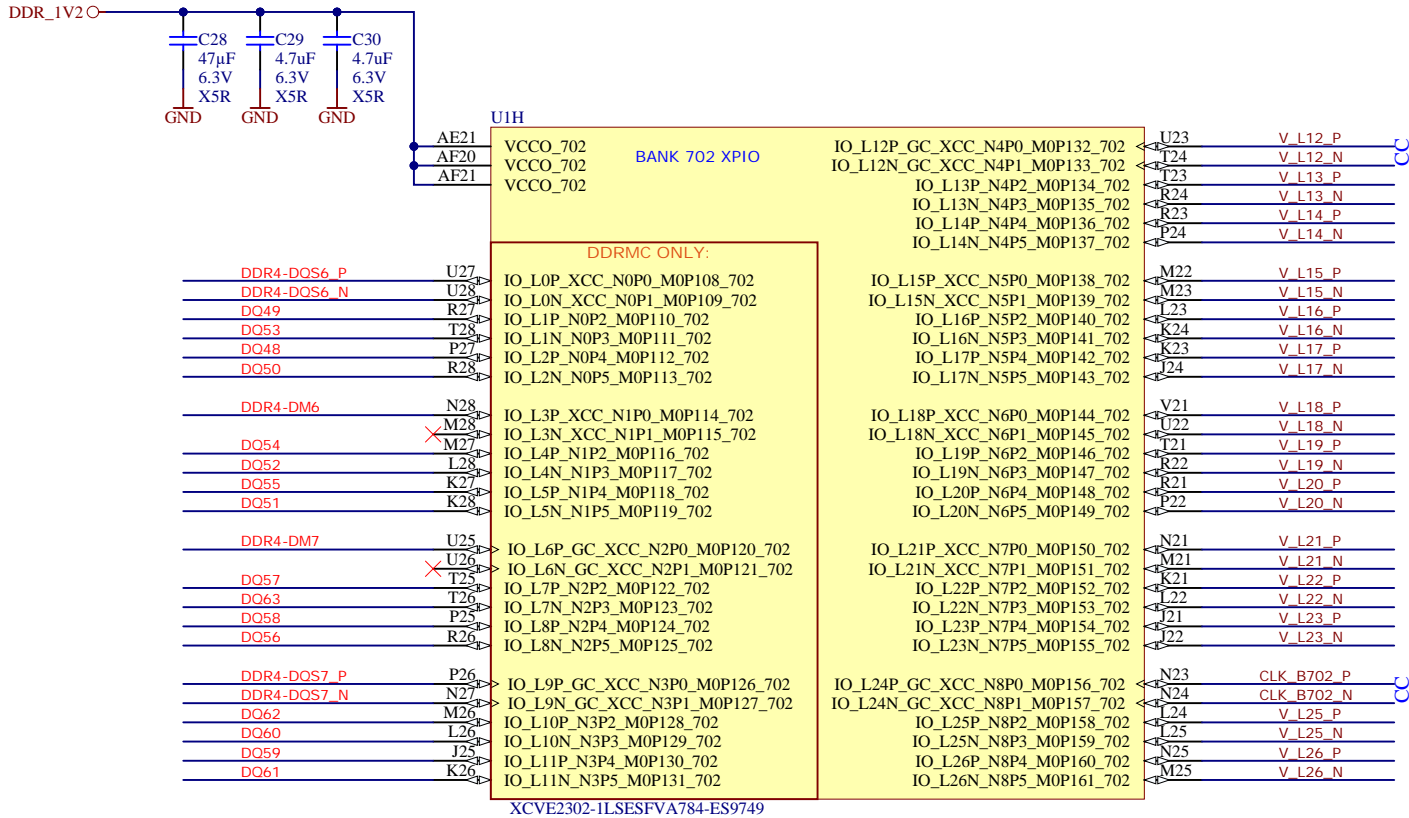 DDR_1V2
C28
47µF
6.3V
X5R
GND
C29
4.7uF
6.3V
X5R
GND
C30
4.7uF
6.3V
X5R
GND
U1H
BANK 702 XPIO
AE21 VCCO_702
AF20 VCCO_702
AF21 VCCO_702
DDRMC ONLY:
DDR4-DQS6_P U27 IO_L0P_XCC_N0P0_M0P108_702
DDR4-DQS6_N U28 IO_L0N_XCC_N0P1_M0P109_702
DQ49 R27 IO_L1P_N0P2_M0P110_702
DQ53 T28 IO_L1N_N0P3_M0P111_702
DQ48 P27 IO_L2P_N0P4_M0P112_702
DQ50 R28 IO_L2N_N0P5_M0P113_702
DDR4-DM6 N28 IO_L3P_XCC_N1P0_M0P114_702
M28 IO_L3N_XCC_N1P1_M0P115_702
DQ54 M27 IO_L4P_N1P2_M0P116_702
DQ52 L28 IO_L4N_N1P3_M0P117_702
DQ55 K27 IO_L5P_N1P4_M0P118_702
DQ51 K28 IO_L5N_N1P5_M0P119_702
DDR4-DM7 U25 IO_L6P_GC_XCC_N2P0_M0P120_702
U26 IO_L6N_GC_XCC_N2P1_M0P121_702
DQ57 T25 IO_L7P_N2P2_M0P122_702
DQ63 T26 IO_L7N_N2P3_M0P123_702
DQ58 P25 IO_L8P_N2P4_M0P124_702
DQ56 R26 IO_L8N_N2P5_M0P125_702
DDR4-DQS7_P P26 IO_L9P_GC_XCC_N3P0_M0P126_702
DDR4-DQS7_N N27 IO_L9N_GC_XCC_N3P1_M0P127_702
DQ62 M26 IO_L10P_N3P2_M0P128_702
DQ60 L26 IO_L10N_N3P3_M0P129_702
DQ59 J25 IO_L11P_N3P4_M0P130_702
DQ61 K26 IO_L11N_N3P5_M0P131_702
IO_L12P_GC_XCC_N4P0_M0P132_702 U23 V_L12_P
IO_L12N_GC_XCC_N4P1_M0P133_702 T24 V_L12_N
CC
IO_L13P_N4P2_M0P134_702 T23 V_L13_P
IO_L13N_N4P3_M0P135_702 R24 V_L13_N
IO_L14P_N4P4_M0P136_702 R23 V_L14_P
IO_L14N_N4P5_M0P137_702 P24 V_L14_N
IO_L15P_XCC_N5P0_M0P138_702 M22 V_L15_P
IO_L15N_XCC_N5P1_M0P139_702 M23 V_L15_N
IO_L16P_N5P2_M0P140_702 L23 V_L16_P
IO_L16N_N5P3_M0P141_702 K24 V_L16_N
IO_L17P_N5P4_M0P142_702 K23 V_L17_P
IO_L17N_N5P5_M0P143_702 J24 V_L17_N
IO_L18P_XCC_N6P0_M0P144_702 V21 V_L18_P
IO_L18N_XCC_N6P1_M0P145_702 U22 V_L18_N
IO_L19P_N6P2_M0P146_702 T21 V_L19_P
IO_L19N_N6P3_M0P147_702 R22 V_L19_N
IO_L20P_N6P4_M0P148_702 R21 V_L20_P
IO_L20N_N6P5_M0P149_702 P22 V_L20_N
IO_L21P_XCC_N7P0_M0P150_702 N21 V_L21_P
IO_L21N_XCC_N7P1_M0P151_702 M21 V_L21_N
IO_L22P_N7P2_M0P152_702 K21 V_L22_P
IO_L22N_N7P3_M0P153_702 L22 V_L22_N
IO_L23P_N7P4_M0P154_702 J21 V_L23_P
IO_L23N_N7P5_M0P155_702 J22 V_L23_N
IO_L24P_GC_XCC_N8P0_M0P156_702 N23 CLK_B702_P
IO_L24N_GC_XCC_N8P1_M0P157_702 N24 CLK_B702_N
CC
IO_L25P_N8P2_M0P158_702 L24 V_L25_P
IO_L25N_N8P3_M0P159_702 L25 V_L25_N
IO_L26P_N8P4_M0P160_702 N25 V_L26_P
IO_L26N_N8P5_M0P161_702 M25 V_L26_N
XCVE2302-1LSESFVA784-ES9749